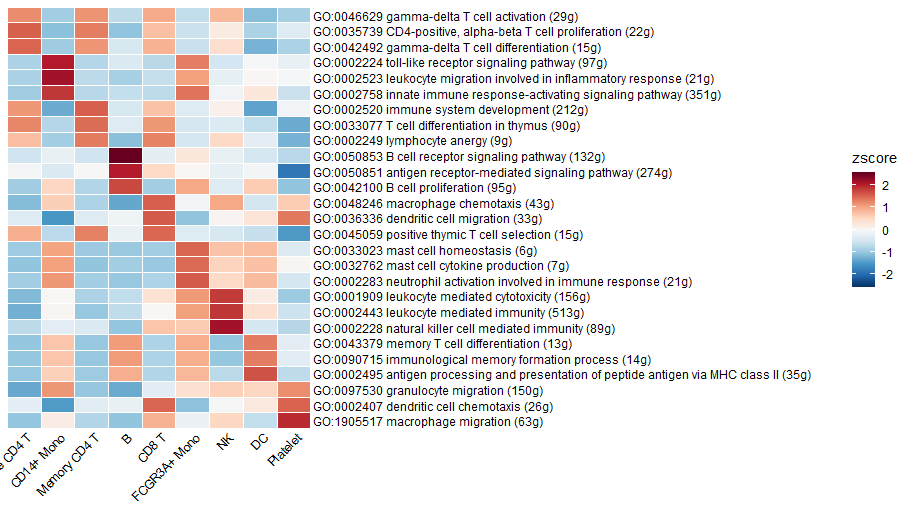 GO:0046629 gamma-delta T cell activation (29g)
GO:0035739 CD4-positive, alpha-beta T cell proliferation (22g)
GO:0042492 gamma-delta T cell differentiation (15g)
GO:0002224 toll-like receptor signaling pathway (97g)
GO:0002523 leukocyte migration involved in inflammatory response (21g)
GO:0002758 innate immune response-activating signaling pathway (351g)
GO:0002520 immune system development (212g)
GO:0033077 T cell differentiation in thymus (90g)
GO:0002249 lymphocyte anergy (9g)
GO:0050853 B cell receptor signaling pathway (132g)
GO:0050851 antigen receptor-mediated signaling pathway (274g)
GO:0042100 B cell proliferation (95g)
GO:0048246 macrophage chemotaxis (43g)
GO:0036336 dendritic cell migration (33g)
GO:0045059 positive thymic T cell selection (15g)
GO:0033023 mast cell homeostasis (6g)
GO:0032762 mast cell cytokine production (7g)
GO:0002283 neutrophil activation involved in immune response (21g)
GO:0001909 leukocyte mediated cytotoxicity (156g)
GO:0002443 leukocyte mediated immunity (513g)
GO:0002228 natural killer cell mediated immunity (89g)
GO:0043379 memory T cell differentiation (13g)
GO:0090715 immunological memory formation process (14g)
GO:0002495 antigen processing and presentation of peptide antigen via MHC class II (35g)
GO:0097530 granulocyte migration (150g)
GO:0002407 dendritic cell chemotaxis (26g)
GO:1905517 macrophage migration (63g)
e CD4 T
CD14+ Mono
Memory CD4 T
B
CD8 T
FCGR3A+ Mono
NK
DC
Platelet
zscore
2
1
0
-1
-2